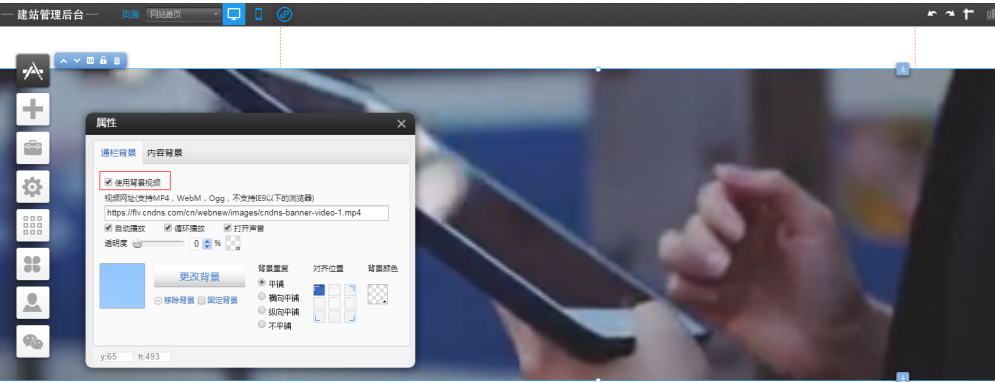 建站管理后台
页面 网站首页
属性
通栏背景 内容背景
使用背景视频
视频网址(支持MP4，WebM，Ogg，不支持IE9以下的浏览器)
https://flv.cndns.com/cn/webnew/images/cndns-banner-video-1.mp4
自动播放 循环播放 打开声音
透明度 0 %
更改背景
移除背景 固定背景
背景重复 对齐位置 背景颜色
平铺
横向平铺
纵向平铺
不平铺
y:65 h:493